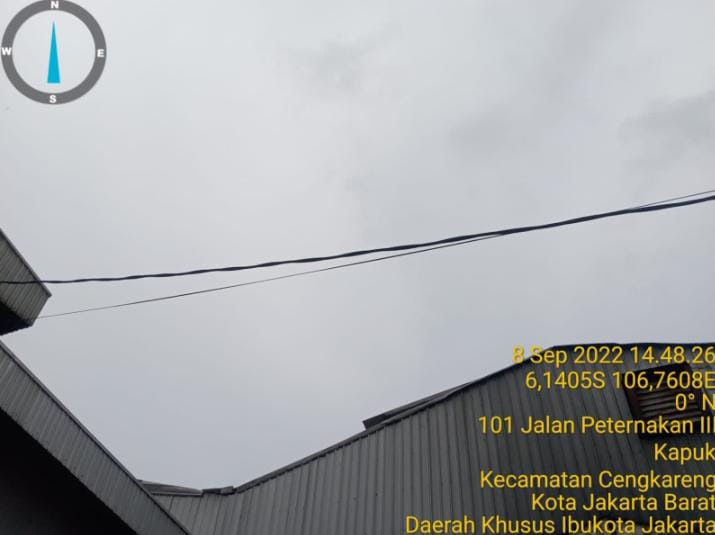 N
W E
S
8 Sep 2022 14.48.26
6,1405S 106,7608E
0° N
101 Jalan Peternakan III
Kapuk
Kecamatan Cengkareng
Kota Jakarta Barat
Daerah Khusus Ibukota Jakarta